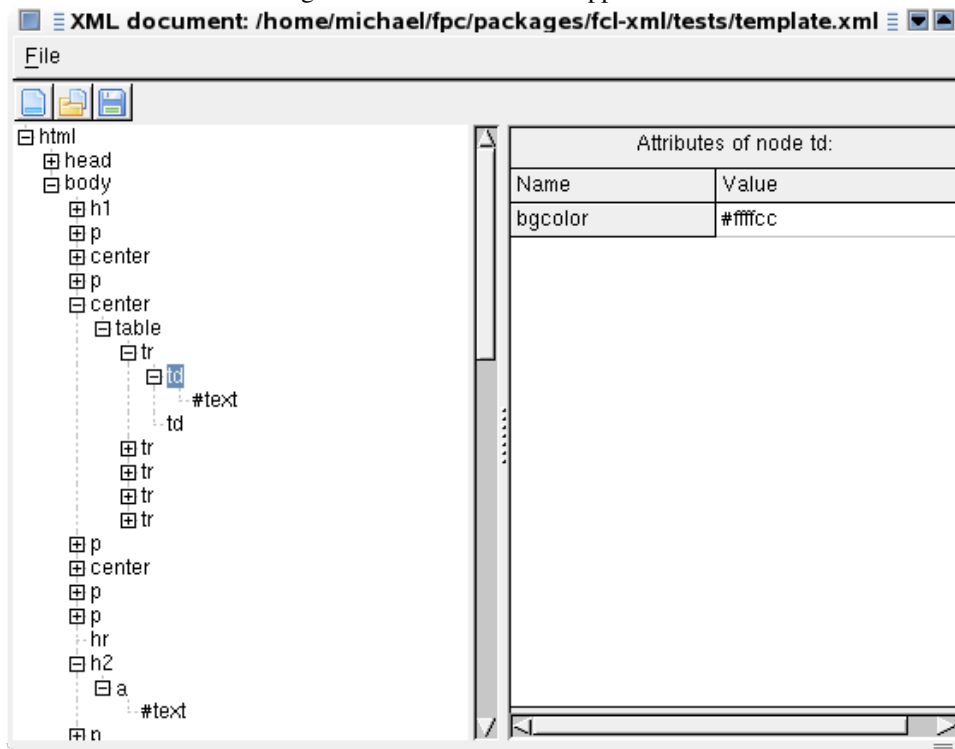 XML document: /home/michael/fpc/packages/fcl-xml/tests/template.xml
File
html
head
body
h1
p
center
p
center
table
tr
td
#text
td
tr
tr
tr
tr
p
center
p
p
hr
h2
a
#text
p
Attributes of node td:
Name Value
bgcolor #ffffcc